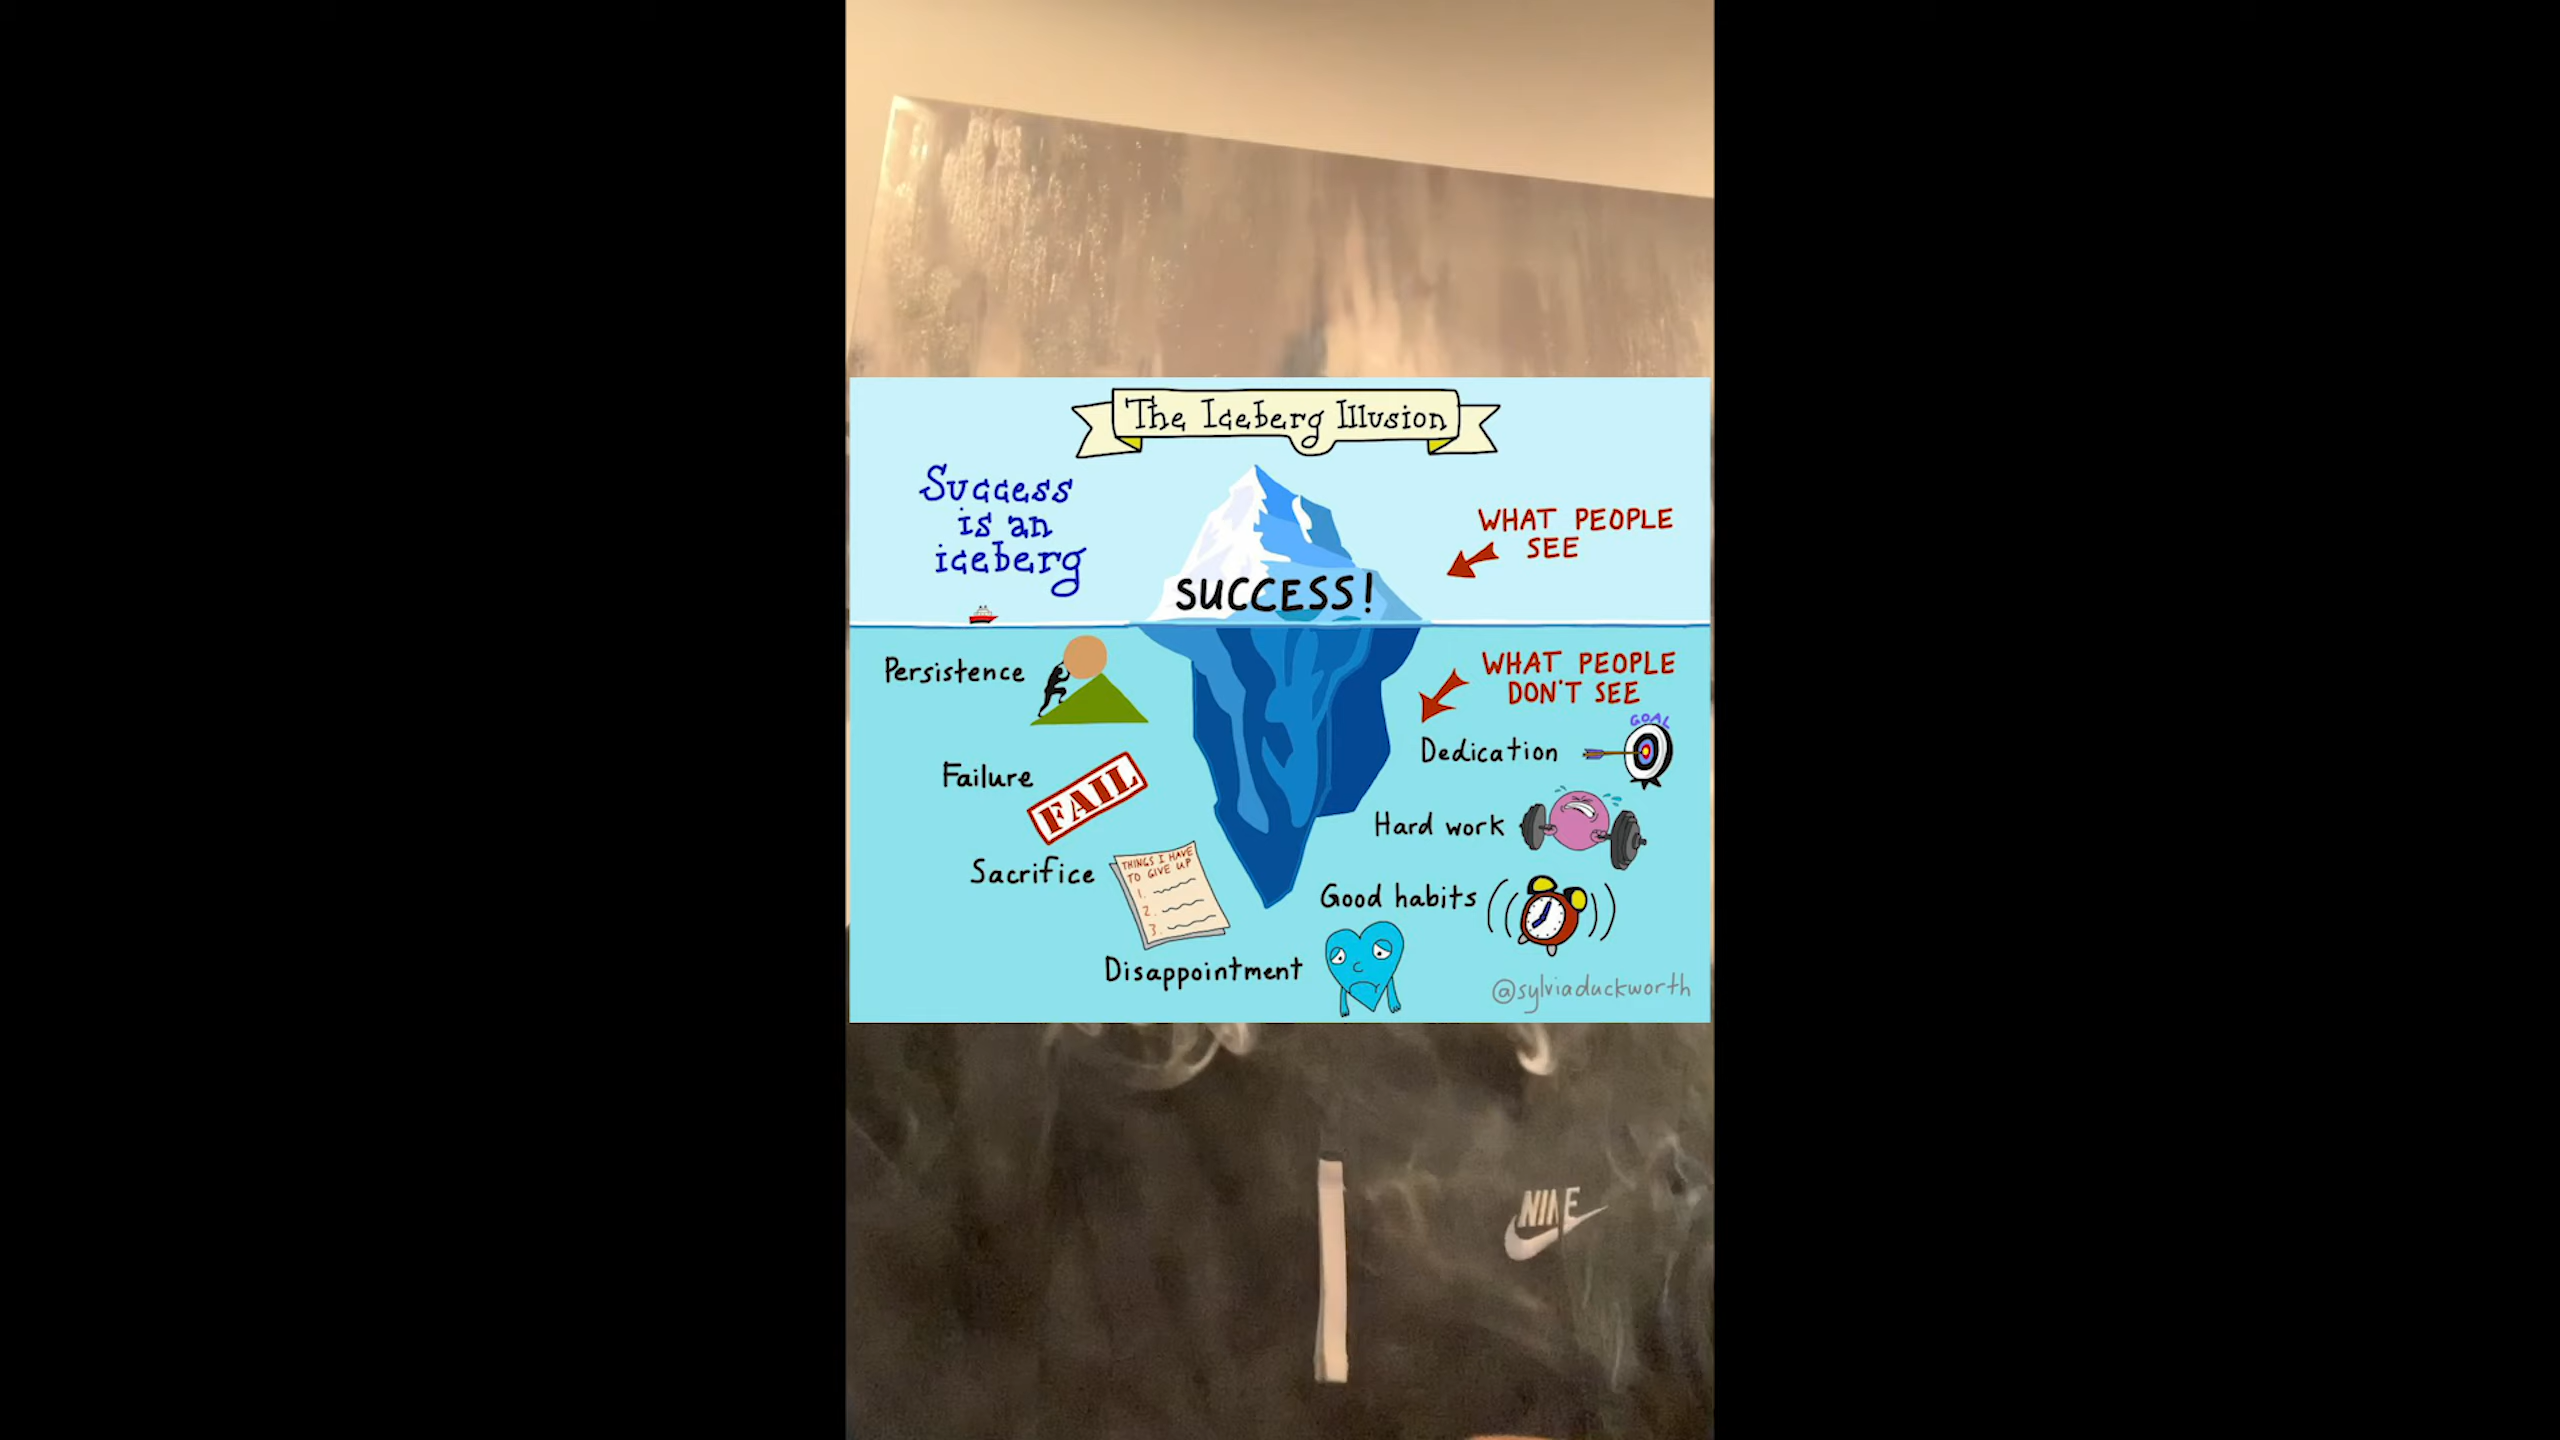 The Iceberg Illusion
Success
is an
iceberg
WHAT PEOPLE
SEE
SUCCESS!
Persistence
WHAT PEOPLE
DON'T SEE
GOAL
Dedication
Failure
FAIL
Hard work
Sacrifice
THINGS I HAVE
TO GIVE UP
1.
2.
3.
Good habits
Disappointment
@sylviaduckworth
NIKE